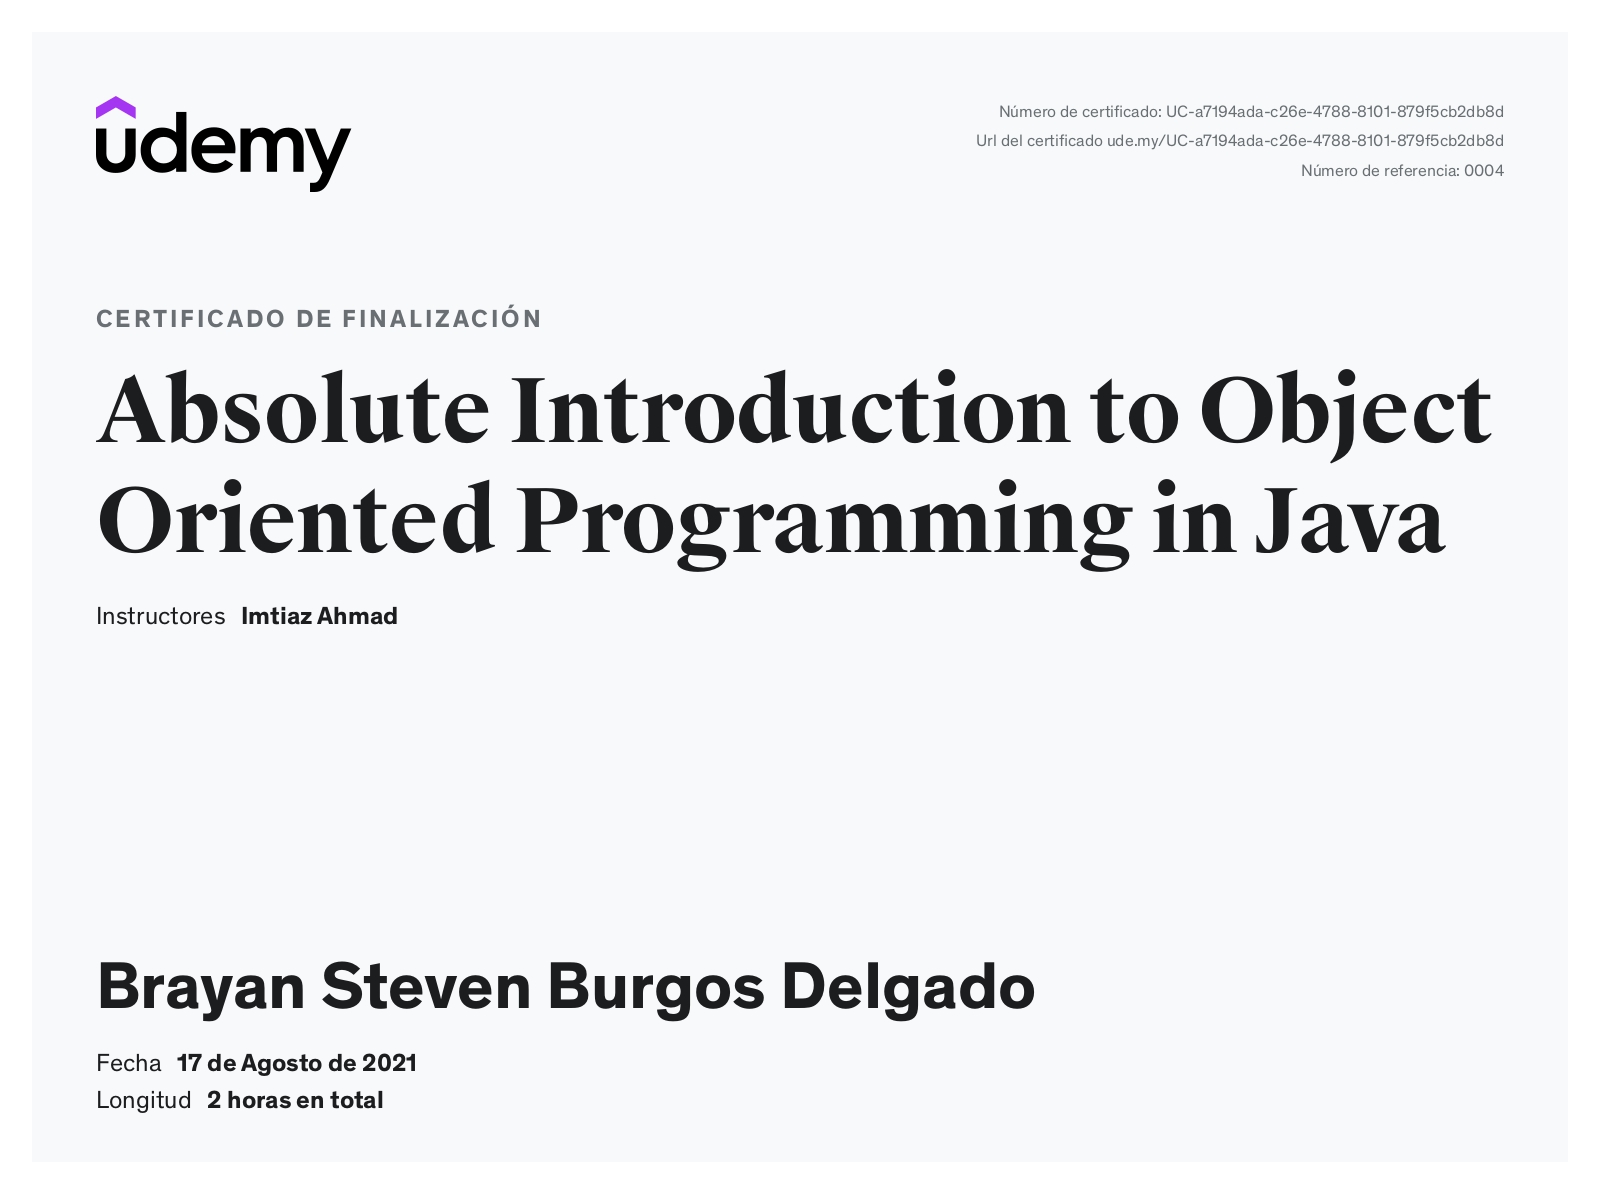 udemy
Número de certificado: UC-a7194ada-c26e-4788-8101-879f5cb2db8d
Url del certificado ude.my/UC-a7194ada-c26e-4788-8101-879f5cb2db8d
Número de referencia: 0004
CERTIFICADO DE FINALIZACIÓN
Absolute Introduction to Object
Oriented Programming in Java
Instructores Imtiaz Ahmad
Brayan Steven Burgos Delgado
Fecha 17 de Agosto de 2021
Longitud 2 horas en total